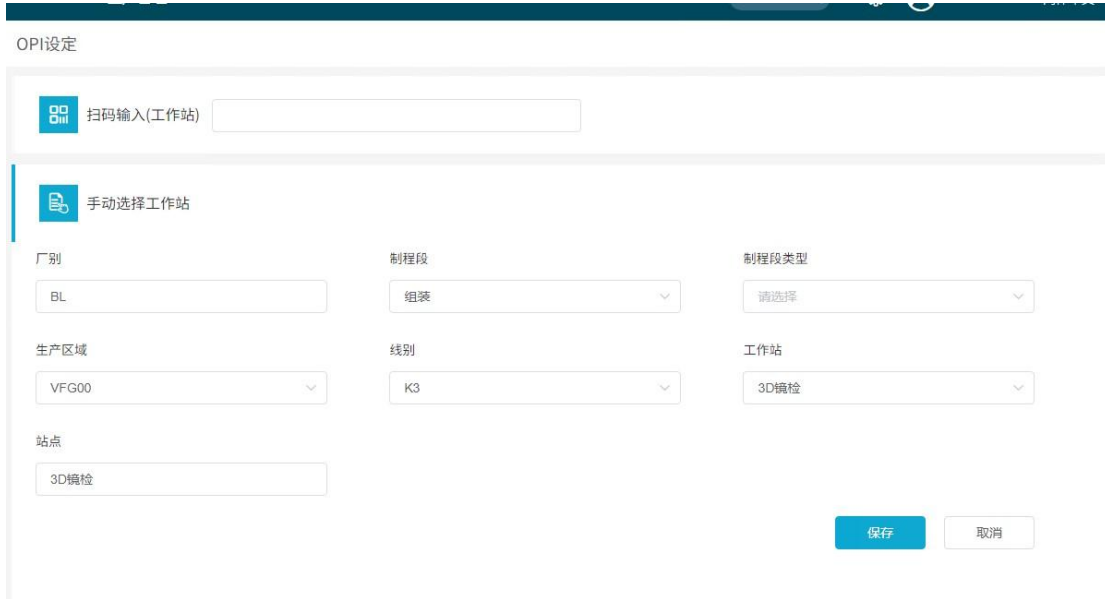 OPI设定
扫码输入(工作站)
手动选择工作站
厂别 制程段 制程段类型
BL 组装 请选择
生产区域 线别 工作站
VFG00 K3 3D镜检
站点
3D镜检
保存 取消